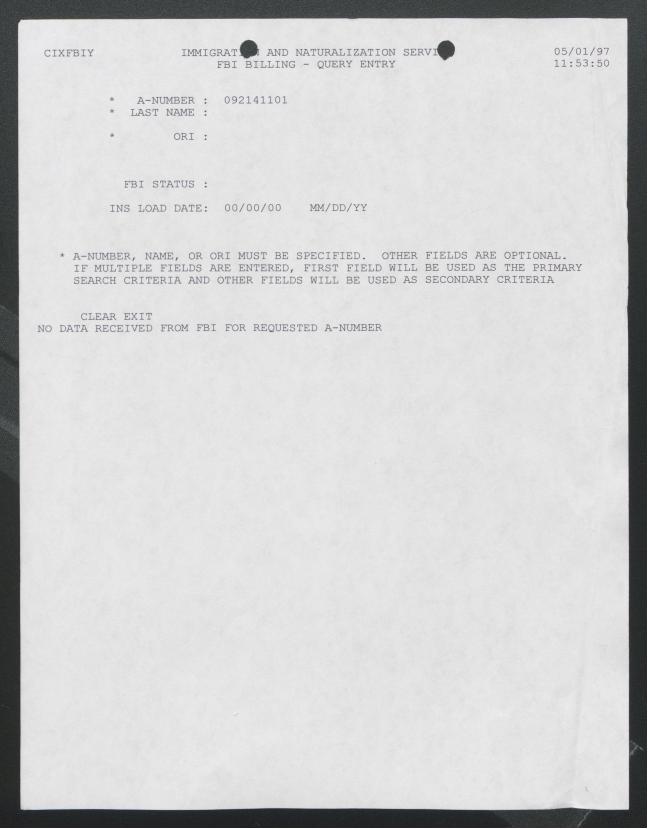 CIXFBIY IMMIGRAT AND NATURALIZATION SERVI 05/01/97
FBI BILLING - QUERY ENTRY 11:53:50
* A-NUMBER : 092141101
* LAST NAME :
* ORI :
FBI STATUS :
INS LOAD DATE: 00/00/00 MM/DD/YY
* A-NUMBER, NAME, OR ORI MUST BE SPECIFIED. OTHER FIELDS ARE OPTIONAL.
IF MULTIPLE FIELDS ARE ENTERED, FIRST FIELD WILL BE USED AS THE PRIMARY
SEARCH CRITERIA AND OTHER FIELDS WILL BE USED AS SECONDARY CRITERIA
CLEAR EXIT
NO DATA RECEIVED FROM FBI FOR REQUESTED A-NUMBER